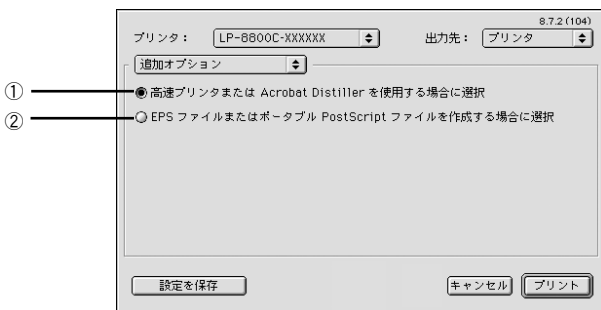 8.7.2 (104)
プリンタ： LP-8800C-XXXXXX 出力先： プリンタ
追加オプション
① 高速プリンタまたは Acrobat Distiller を使用する場合に選択
② EPS ファイルまたはポータブル PostScript ファイルを作成する場合に選択
設定を保存 キャンセル プリント